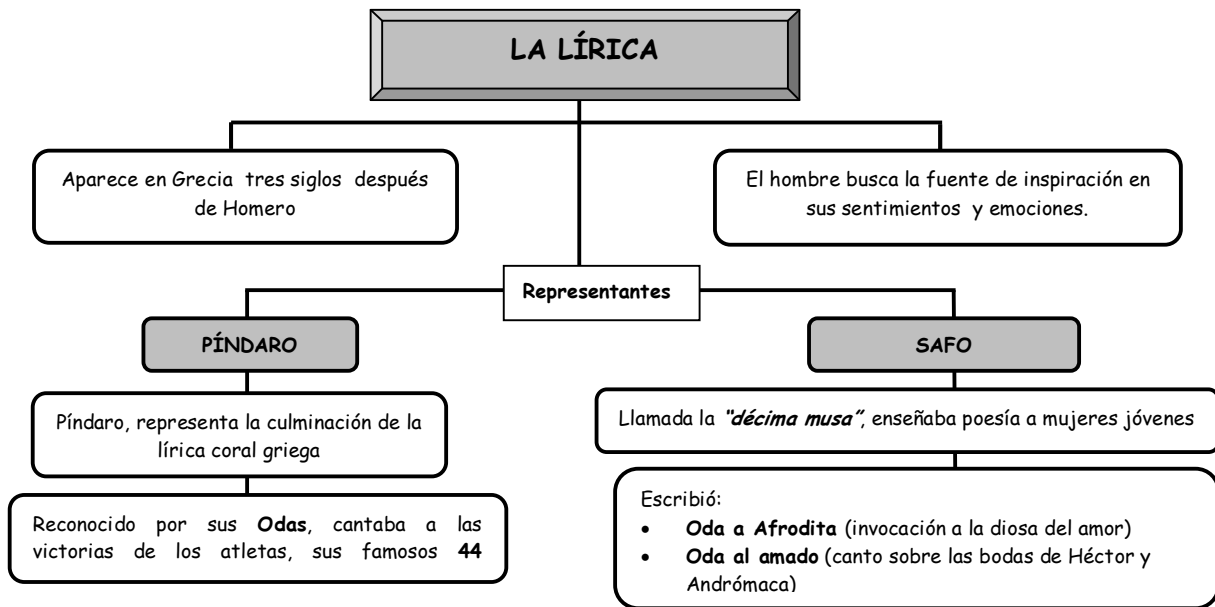 LA LÍRICA
Aparece en Grecia tres siglos después
de Homero
El hombre busca la fuente de inspiración en
sus sentimientos y emociones.
Representantes
PÍNDARO
SAFO
Píndaro, representa la culminación de la
lírica coral griega
Llamada la "décima musa", enseñaba poesía a mujeres jóvenes
Reconocido por sus Odas, cantaba a las
victorias de los atletas, sus famosos 44
Escribió:
• Oda a Afrodita (invocación a la diosa del amor)
• Oda al amado (canto sobre las bodas de Héctor y
Andrómaca)